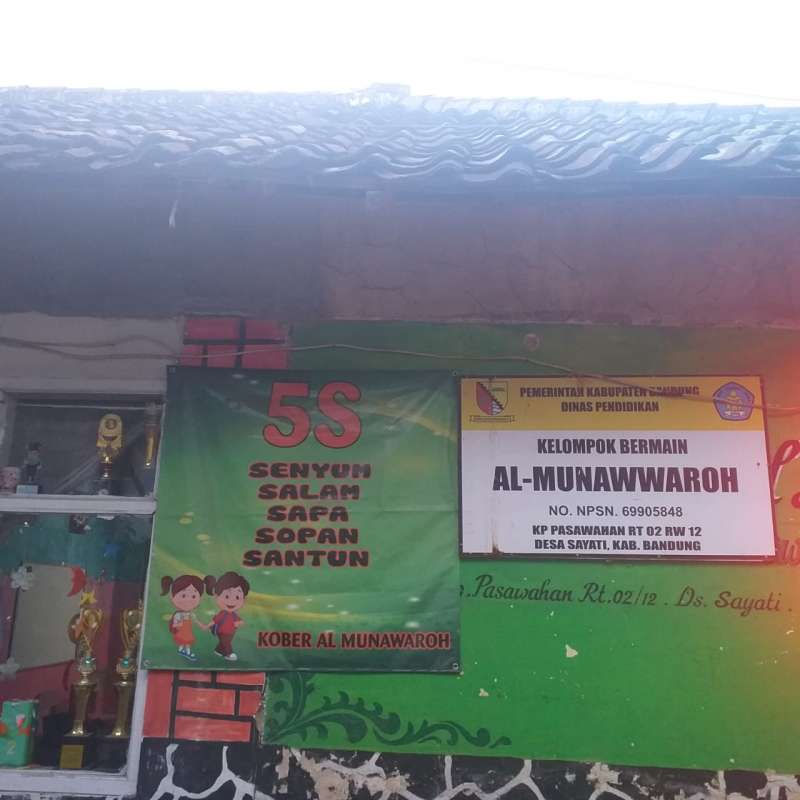 5S
SENYUM
SALAM
SAPA
SOPAN
SANTUN
KOBER AL MUNAWAROH
PEMERINTAH KABUPATEN BANDUNG
DINAS PENDIDIKAN
KELOMPOK BERMAIN
AL-MUNAWWAROH
NO. NPSN. 69905848
KP PASAWAHAN RT 02 RW 12
DESA SAYATI, KAB. BANDUNG
Pasawahan Rt.02/12 . Ds. Sayati .